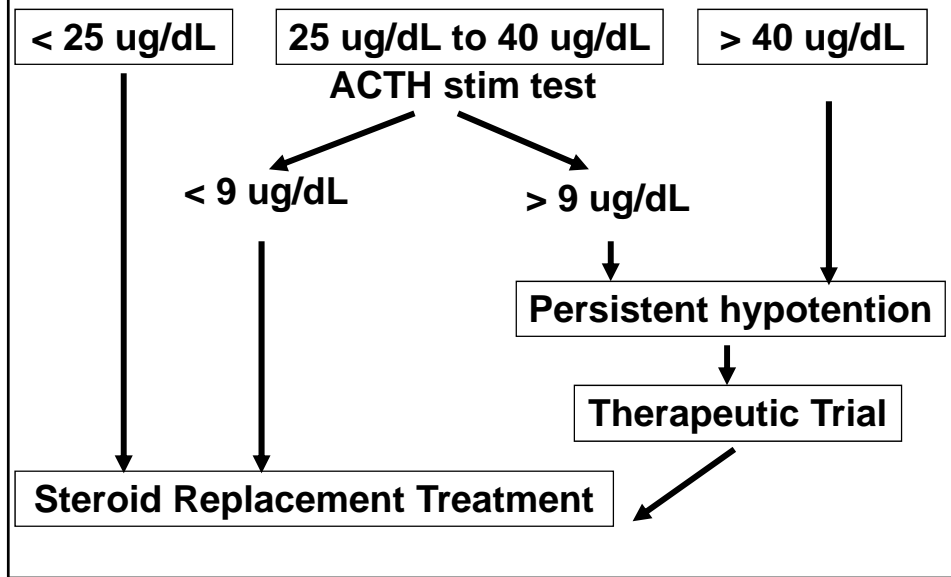 < 25 ug/dL
25 ug/dL to 40 ug/dL
> 40 ug/dL
ACTH stim test
< 9 ug/dL
> 9 ug/dL
Persistent hypotention
Therapeutic Trial
Steroid Replacement Treatment